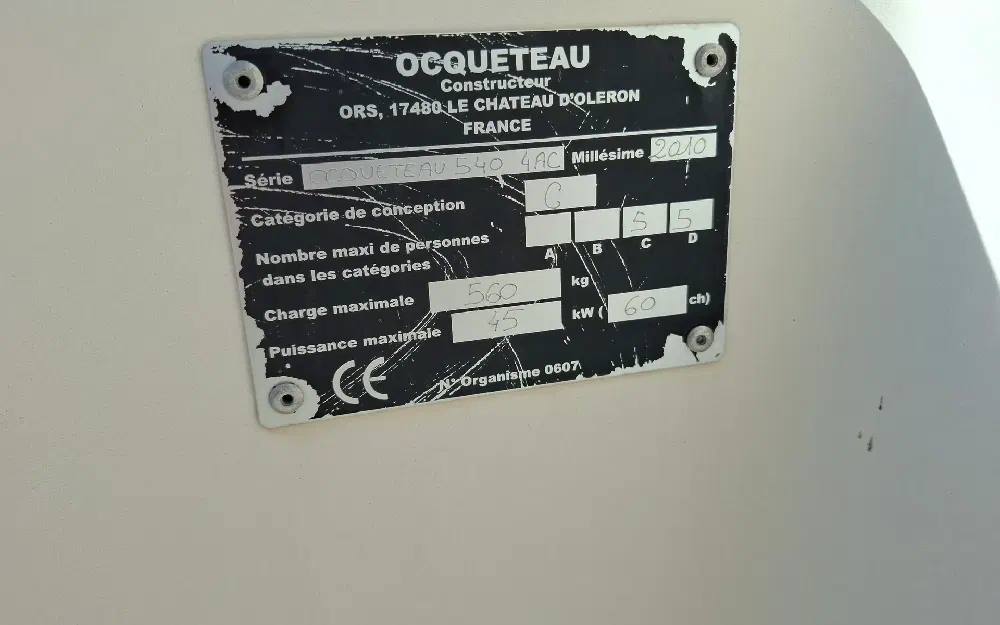 OCQUETEAU
Constructeur
ORS, 17480 LE CHATEAU D'OLERON
FRANCE
Série OCQUETEAU 540 4AC Millésime 2010
Catégorie de conception C
Nombre maxi de personnes
dans les catégories 5 5
A B C D
Charge maximale 560 kg
Puissance maximale 45 kW ( 60 ch)
CE N° Organisme 0607